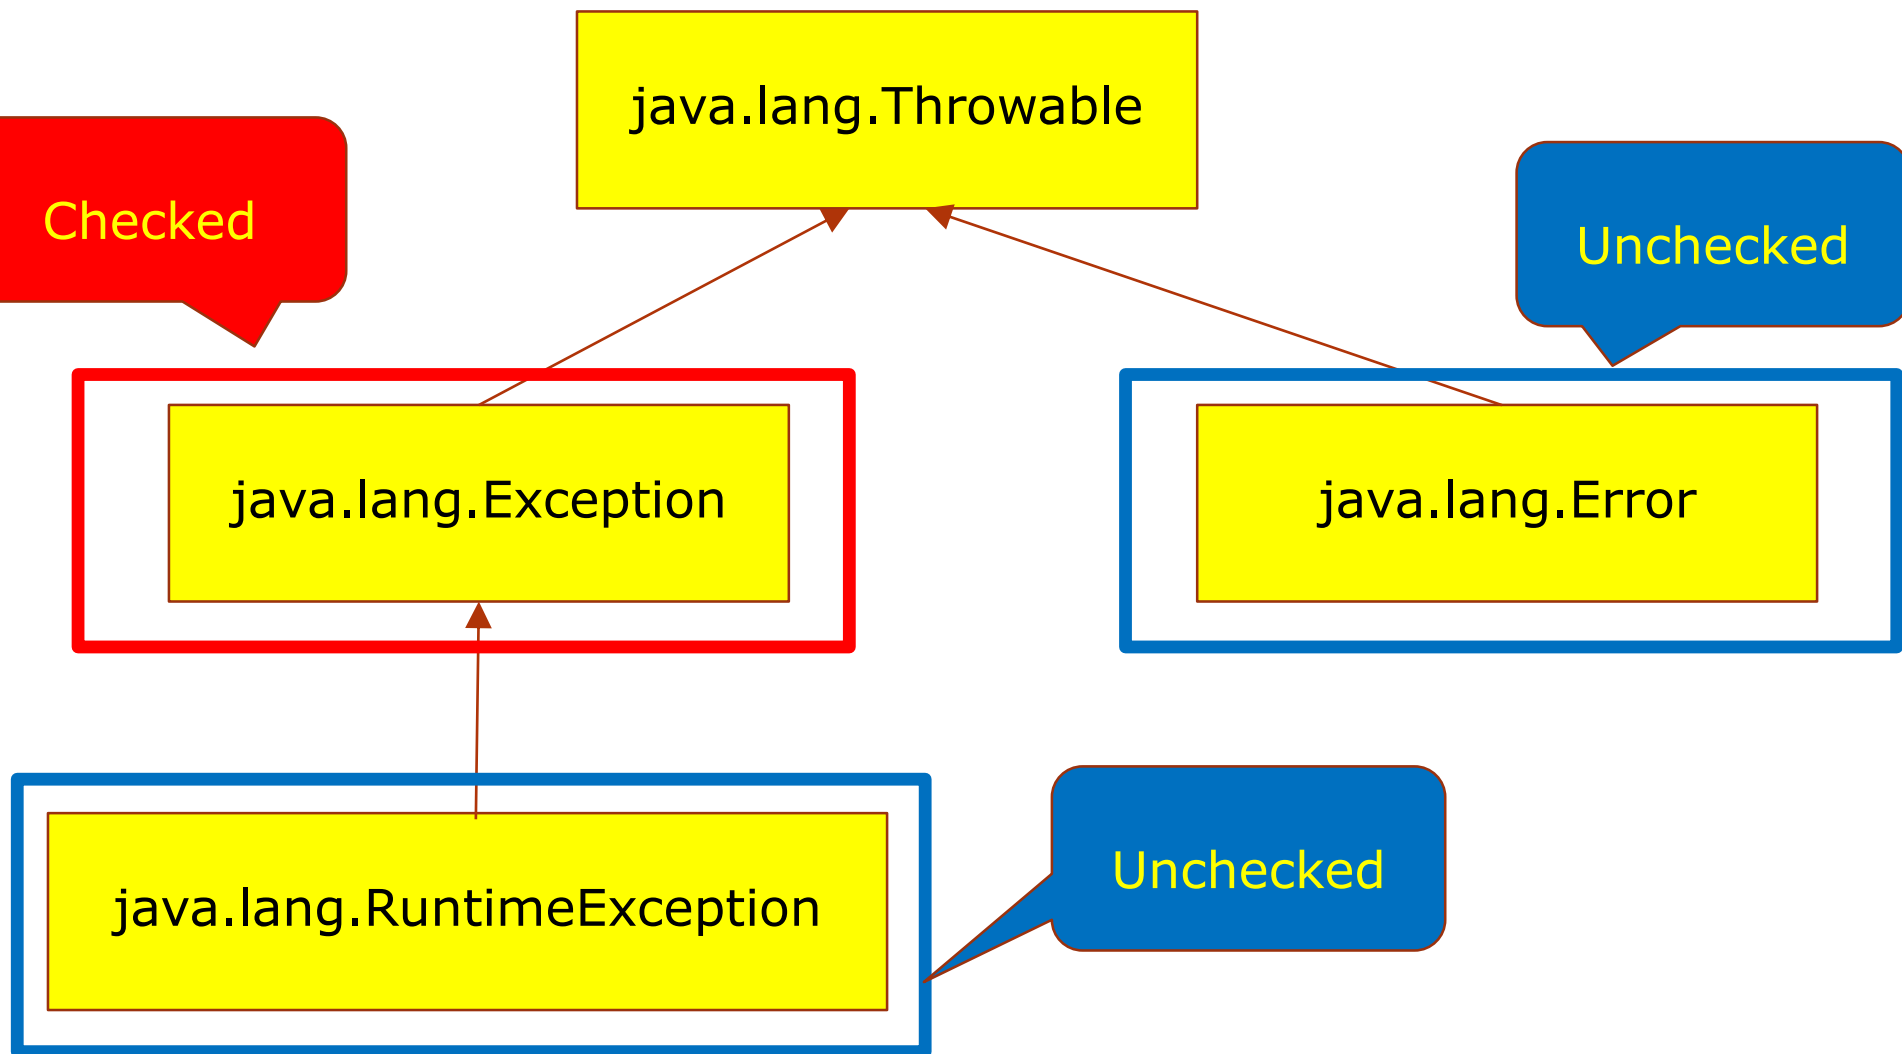 java.lang.Throwable
Checked
Unchecked
java.lang.Exception
java.lang.Error
Unchecked
java.lang.RuntimeException